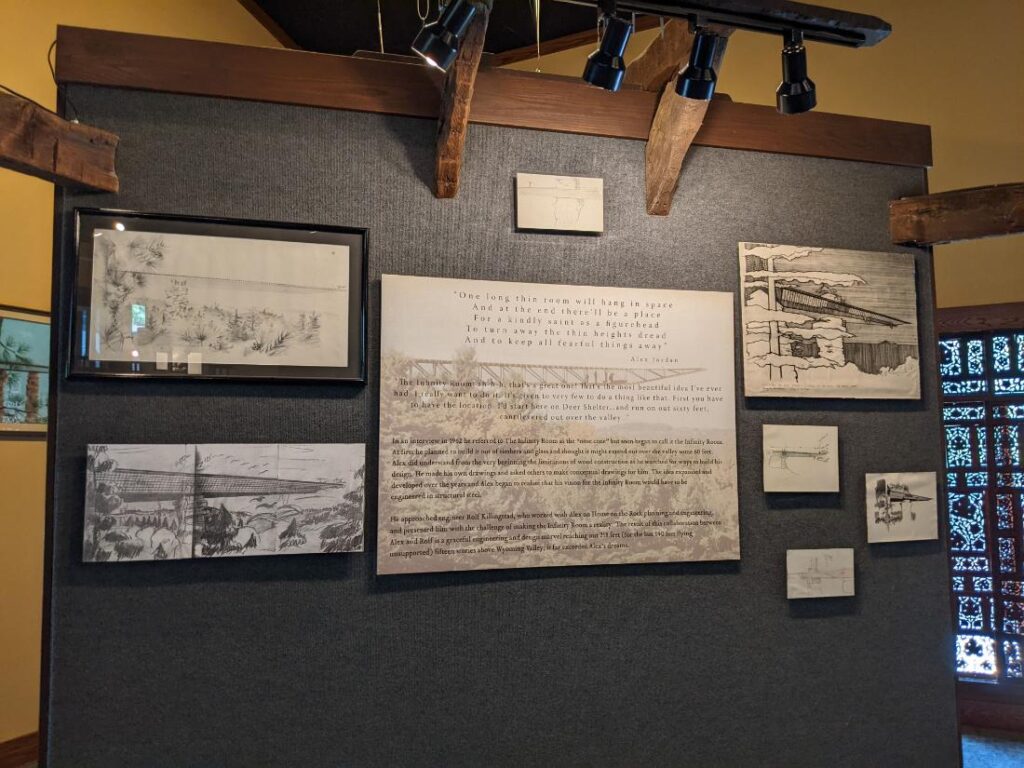 "One long thin room will hang in space
And at the end there'll be a place
For a kindly saint as a figurehead
To turn away the thin heights dread
And to keep all fearful things away"
Alex Jordan
The Infinity Room: ah-h-h, that's a great one! That's the most beautiful idea I've ever
had. I really want to do it. It's given to very few to do a thing like that. First you have
to have the location. I'd start here on Deer Shelter...and run on out sixty feet,
cantilevered out over the valley..."
In an interview in 1962 he referred to The Infinity Room as the "nose cone" but soon began to call it the Infinity Room.
At first he planned to build it out of timbers and glass and thought it might extend out over the valley some 60 feet.
Alex did understand from the very beginning the limitations of wood construction as he searched for ways to build his
design. He made his own drawings and asked others to make conceptual drawings for him. The idea expanded and
developed over the years and Alex began to realize that his vision for the Infinity Room would have to be
engineered in structural steel.
He approached engineer Rolf Killingstad, who worked with Alex on House on the Rock planning and engineering,
and presented him with the challenge of making the Infinity Room a reality. The result of this collaboration between
Alex and Rolf is a graceful engineering and design marvel reaching out 218 feet (for the last 140 feet flying
unsupported) fifteen stories above Wyoming Valley; it far exceeded Alex's dreams.